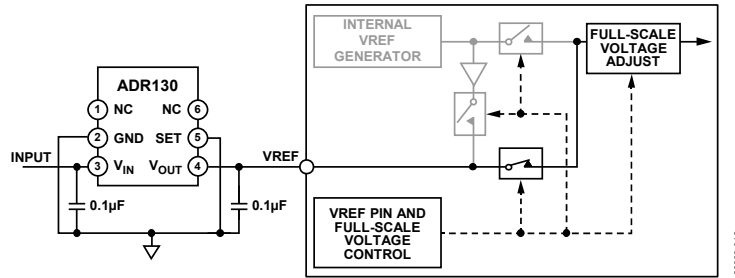 INTERNAL
VREF
GENERATOR
FULL-SCALE
VOLTAGE
ADJUST
ADR130
1 NC
NC 6
2 GND
SET 5
INPUT
3 VIN
VOUT 4
VREF
0.1µF
0.1µF
VREF PIN AND
FULL-SCALE
VOLTAGE
CONTROL